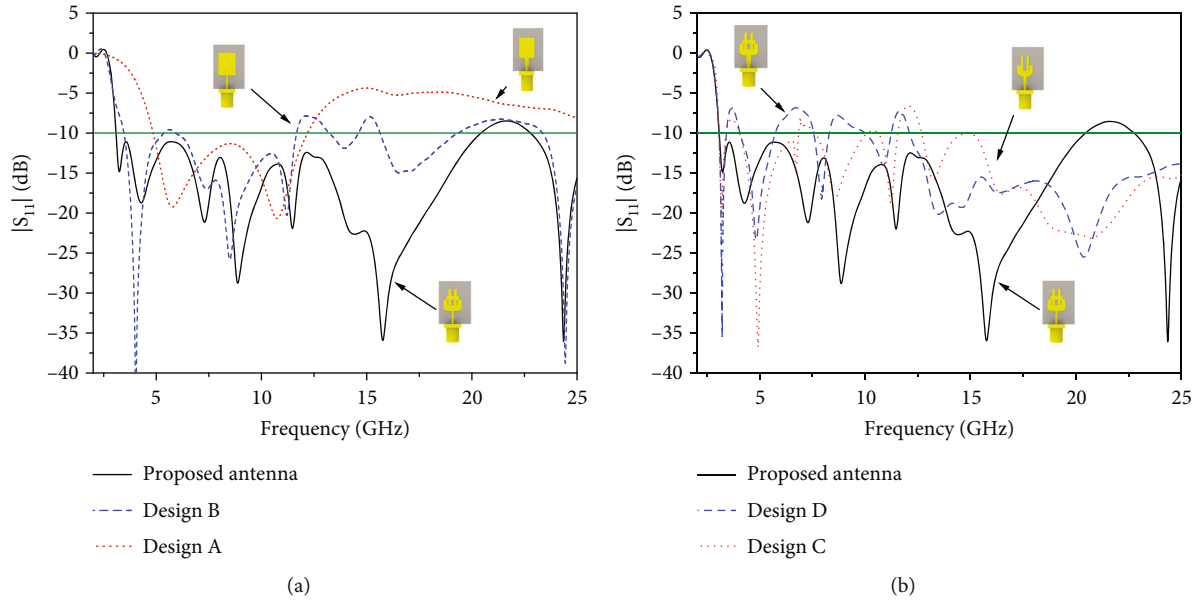 5
0
−5
−10
−15
−20
−25
−30
−35
−40
|S11| (dB)
5
10
15
20
25
Frequency (GHz)
Proposed antenna
Design B
Design A
(a)
5
0
−5
−10
−15
−20
−25
−30
−35
−40
|S11| (dB)
5
10
15
20
25
Frequency (GHz)
Proposed antenna
Design D
Design C
(b)